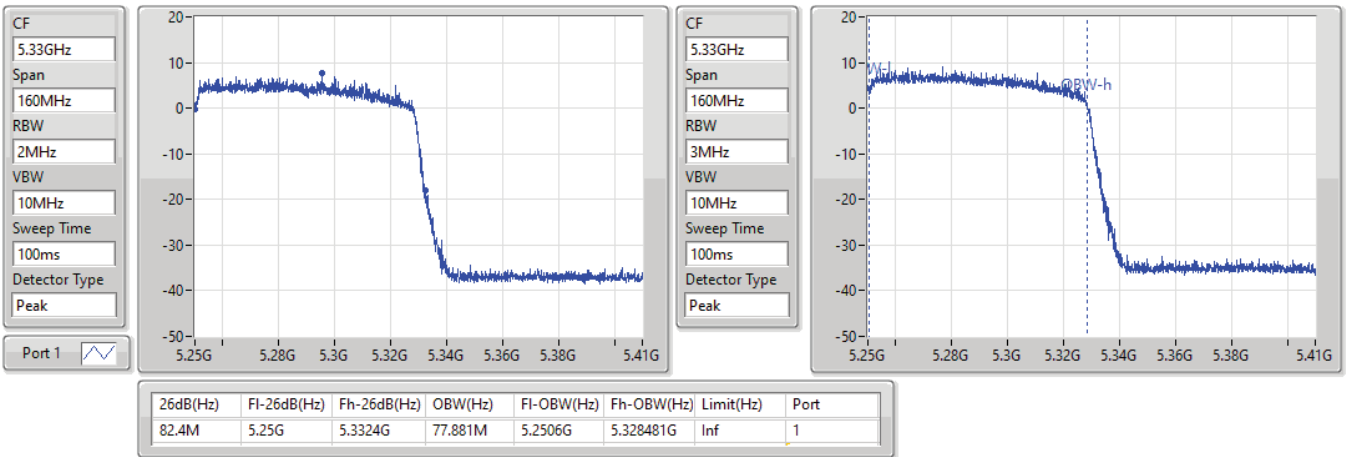 CF
5.33GHz
Span
160MHz
RBW
2MHz
VBW
10MHz
Sweep Time
100ms
Detector Type
Peak
Port 1
20
10
0
-10
-20
-30
-40
-50
5.25G 5.28G 5.3G 5.32G 5.34G 5.36G 5.38G 5.41G
CF
5.33GHz
Span
160MHz
RBW
3MHz
VBW
10MHz
Sweep Time
100ms
Detector Type
Peak
20
10
0
-10
-20
-30
-40
-50
W-l
OBW-h
5.25G 5.28G 5.3G 5.32G 5.34G 5.36G 5.38G 5.41G
26dB(Hz) Fl-26dB(Hz) Fh-26dB(Hz) OBW(Hz) Fl-OBW(Hz) Fh-OBW(Hz) Limit(Hz) Port
82.4M 5.25G 5.3324G 77.881M 5.2506G 5.328481G Inf 1